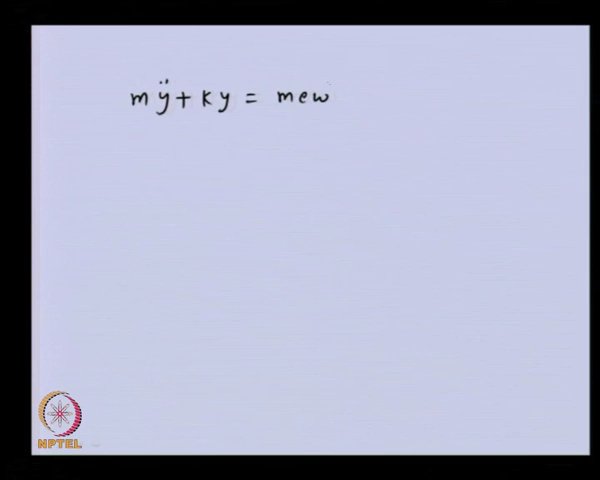 mÿ + ky = meω
NPTEL